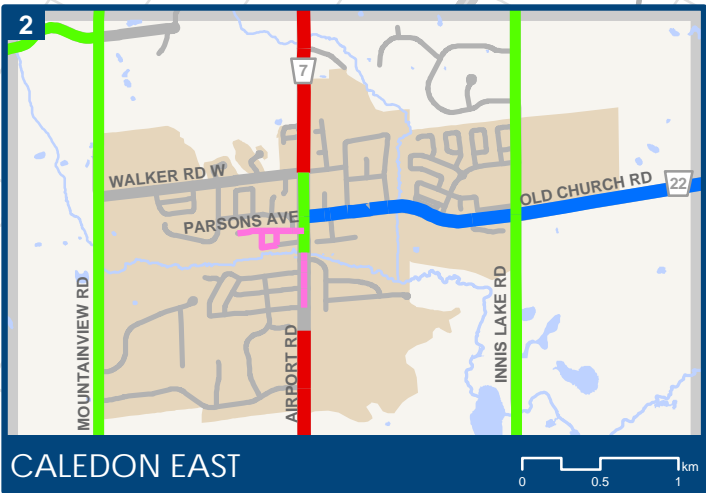 2
7
WALKER RD W
OLD CHURCH RD
22
PARSONS AVE
MOUNTAINVIEW RD
AIRPORT RD
INNIS LAKE RD
CALEDON EAST
km
0 0.5 1